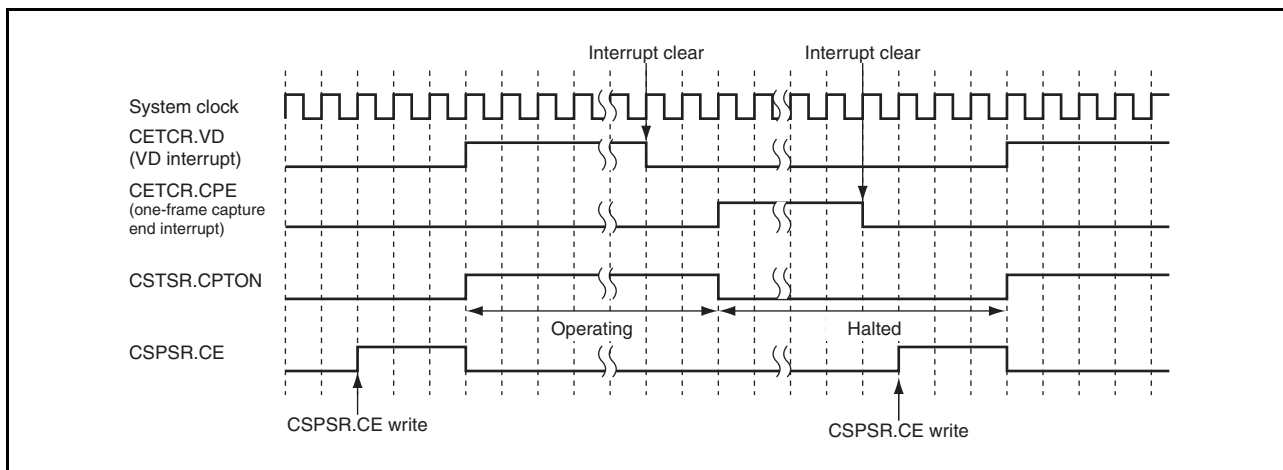 Interrupt clear
Interrupt clear
System clock
CETCR.VD
(VD interrupt)
CETCR.CPE
(one-frame capture
end interrupt)
CSTSR.CPTON
Operating
Halted
CSPSR.CE
CSPSR.CE write
CSPSR.CE write